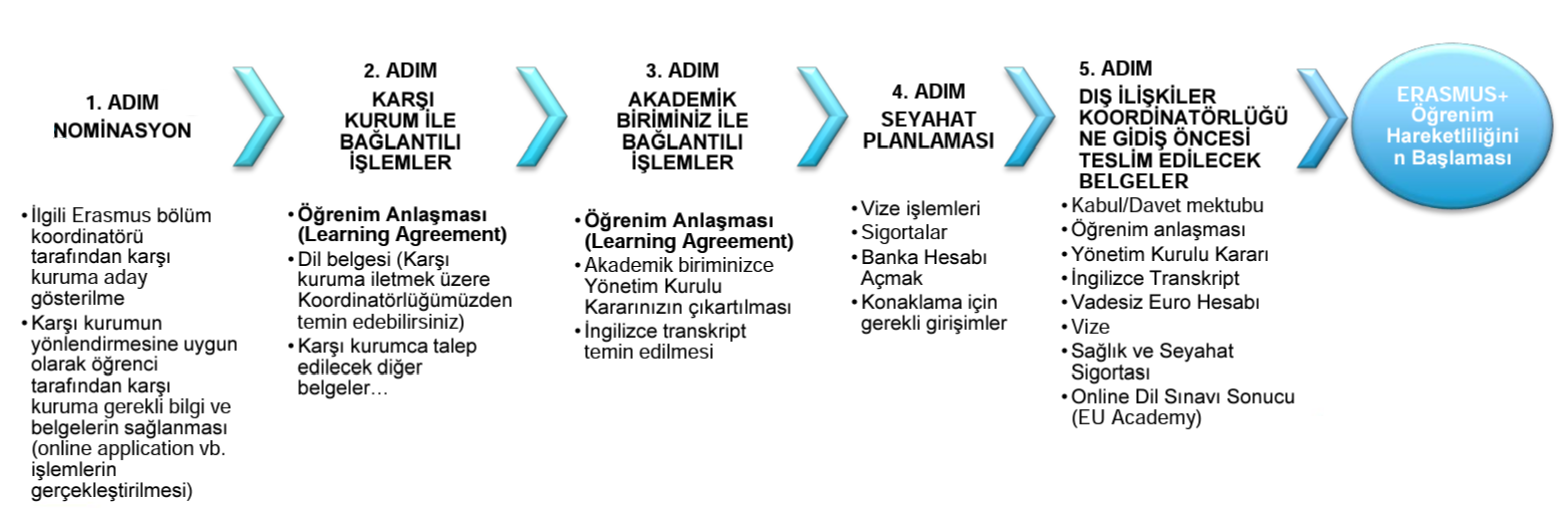 1. ADIM
NOMİNASYON
• İlgili Erasmus bölüm
koordinatörü
tarafından karşı
kuruma aday
gösterilme
• Karşı kurumun
yönlendirmesine uygun
olarak öğrenci
tarafından karşı
kuruma gerekli bilgi ve
belgelerin sağlanması
(online application vb.
işlemlerin
gerçekleştirilmesi)
2. ADIM
KARŞI
KURUM İLE
BAĞLANTILI
İŞLEMLER
• Öğrenim Anlaşması
(Learning Agreement)
• Dil belgesi (Karşı
kuruma iletmek üzere
Koordinatörlüğümüzden
temin edebilirsiniz)
• Karşı kurumca talep
edilecek diğer
belgeler…
3. ADIM
AKADEMİK
BİRİMİNİZ İLE
BAĞLANTILI
İŞLEMLER
• Öğrenim Anlaşması
(Learning Agreement)
• Akademik biriminizce
Yönetim Kurulu
Kararınızın çıkartılması
• İngilizce transkript
temin edilmesi
4. ADIM
SEYAHAT
PLANLAMASI
• Vize işlemleri
• Sigortalar
• Banka Hesabı
Açmak
• Konaklama için
gerekli girişimler
5. ADIM
DIŞ İLİŞKİLER
KOORDİNATÖRLÜĞÜ
NE GİDİŞ ÖNCESİ
TESLİM EDİLECEK
BELGELER
• Kabul/Davet mektubu
• Öğrenim anlaşması
• Yönetim Kurulu Kararı
• İngilizce Transkript
• Vadesiz Euro Hesabı
• Vize
• Sağlık ve Seyahat
Sigortası
• Online Dil Sınavı Sonucu
(EU Academy)
ERASMUS+
Öğrenim
Hareketliliğini
n Başlaması